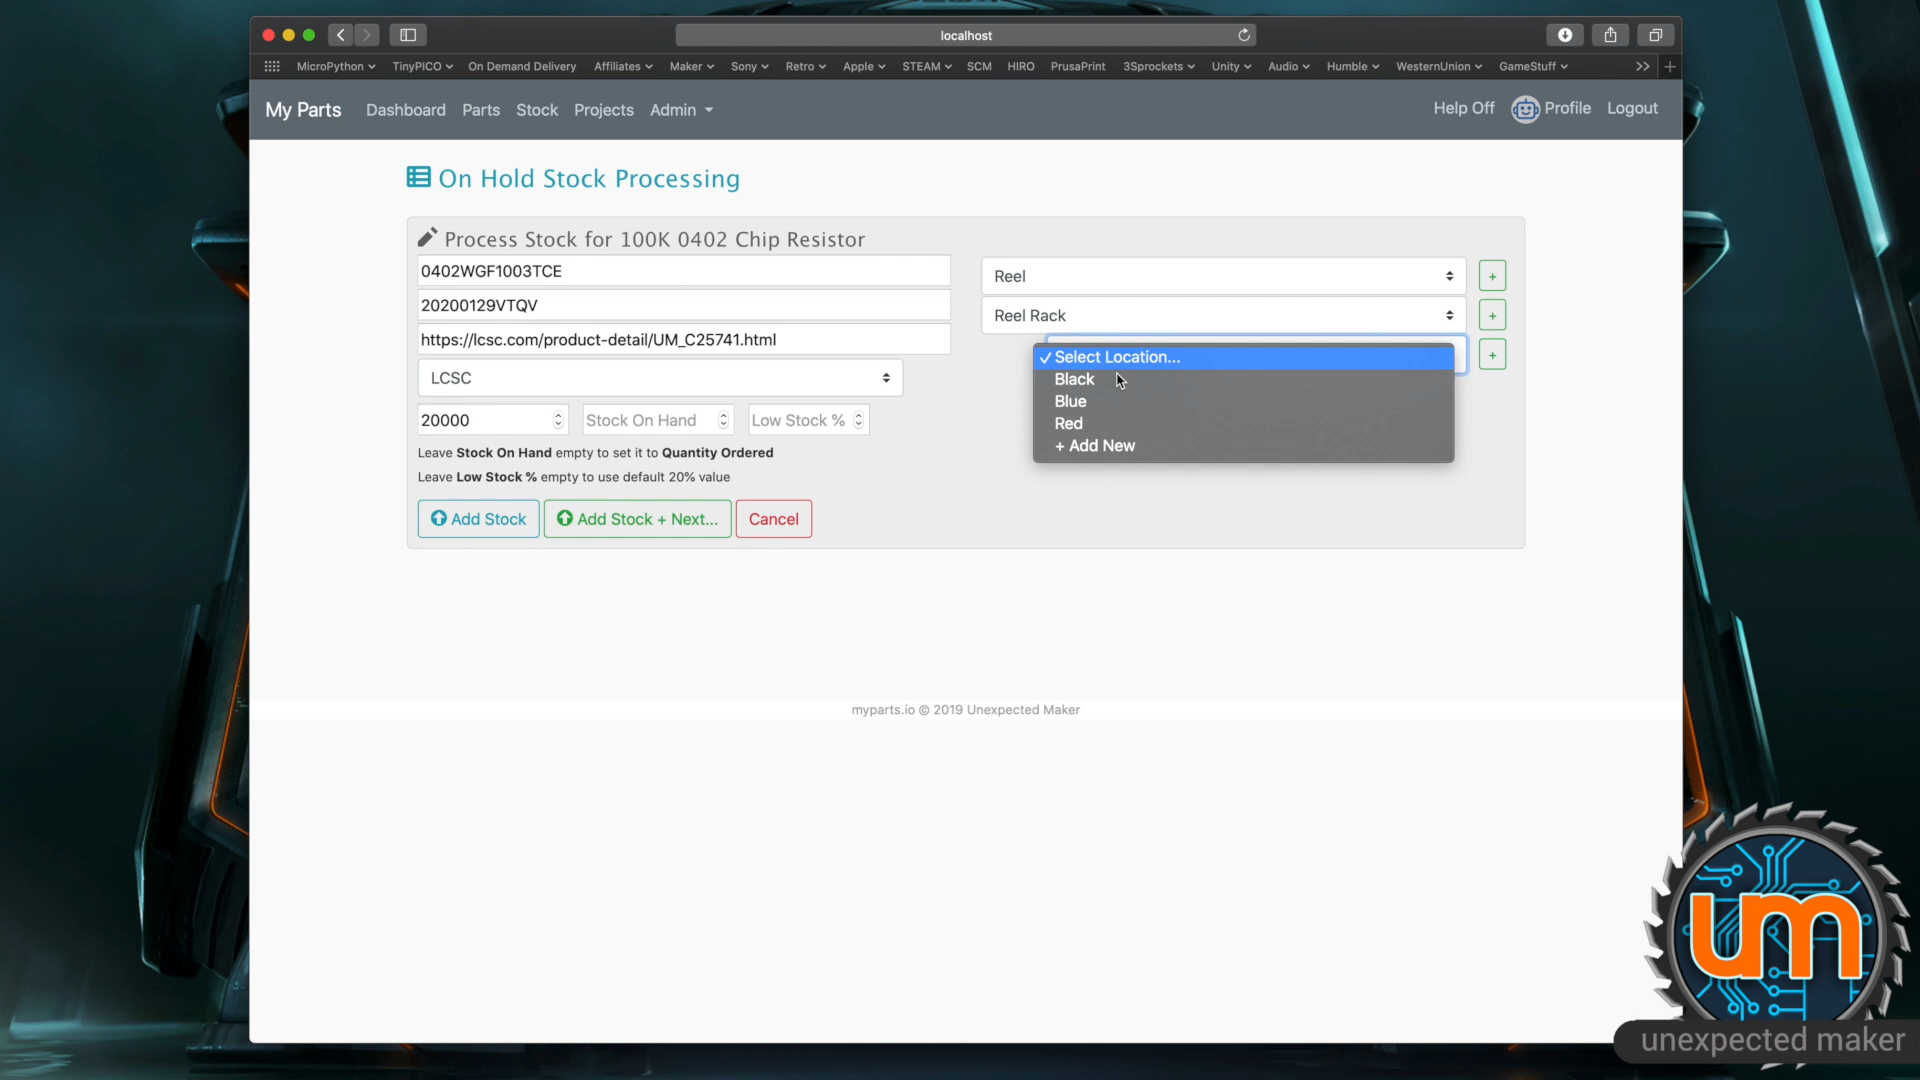 localhost
MicroPython
TinyPICO
On Demand Delivery
Affiliates
Maker
Sony
Retro
Apple
STEAM
SCM
HIRO
PrusaPrint
3Sprockets
Unity
Audio
Humble
WesternUnion
GameStuff
My Parts
Dashboard
Parts
Stock
Projects
Admin
Help Off
Profile
Logout
On Hold Stock Processing
Process Stock for 100K 0402 Chip Resistor
0402WGF1003TCE
20200129VTQV
https://lcsc.com/product-detail/UM_C25741.html
LCSC
20000
Stock On Hand
Low Stock %
Leave Stock On Hand empty to set it to Quantity Ordered
Leave Low Stock % empty to use default 20% value
Add Stock
Add Stock + Next...
Cancel
Reel
+
Reel Rack
+
+
✓ Select Location...
Black
Blue
Red
+ Add New
myparts.io © 2019 Unexpected Maker
um
unexpected maker